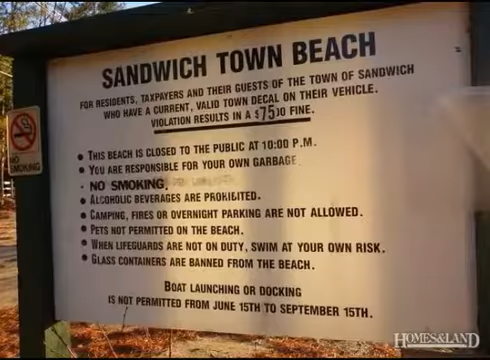 SANDWICH TOWN BEACH
FOR RESIDENTS, TAXPAYERS AND THEIR GUESTS OF THE TOWN OF SANDWICH
WHO HAVE A CURRENT, VALID TOWN DECAL ON THEIR VEHICLE.
VIOLATION RESULTS IN A $75.00 FINE.
• THIS BEACH IS CLOSED TO THE PUBLIC AT 10:00 P.M.
• YOU ARE RESPONSIBLE FOR YOUR OWN GARBAGE
• NO SMOKING,
• ALCOHOLIC BEVERAGES ARE PROHIBITED.
• CAMPING, FIRES OR OVERNIGHT PARKING ARE NOT ALLOWED.
• PETS NOT PERMITTED ON THE BEACH.
• WHEN LIFEGUARDS ARE NOT ON DUTY, SWIM AT YOUR OWN RISK.
• GLASS CONTAINERS ARE BANNED FROM THE BEACH.
BOAT LAUNCHING OR DOCKING
IS NOT PERMITTED FROM JUNE 15TH TO SEPTEMBER 15TH.
NO
SMOKING
HOMES&LAND